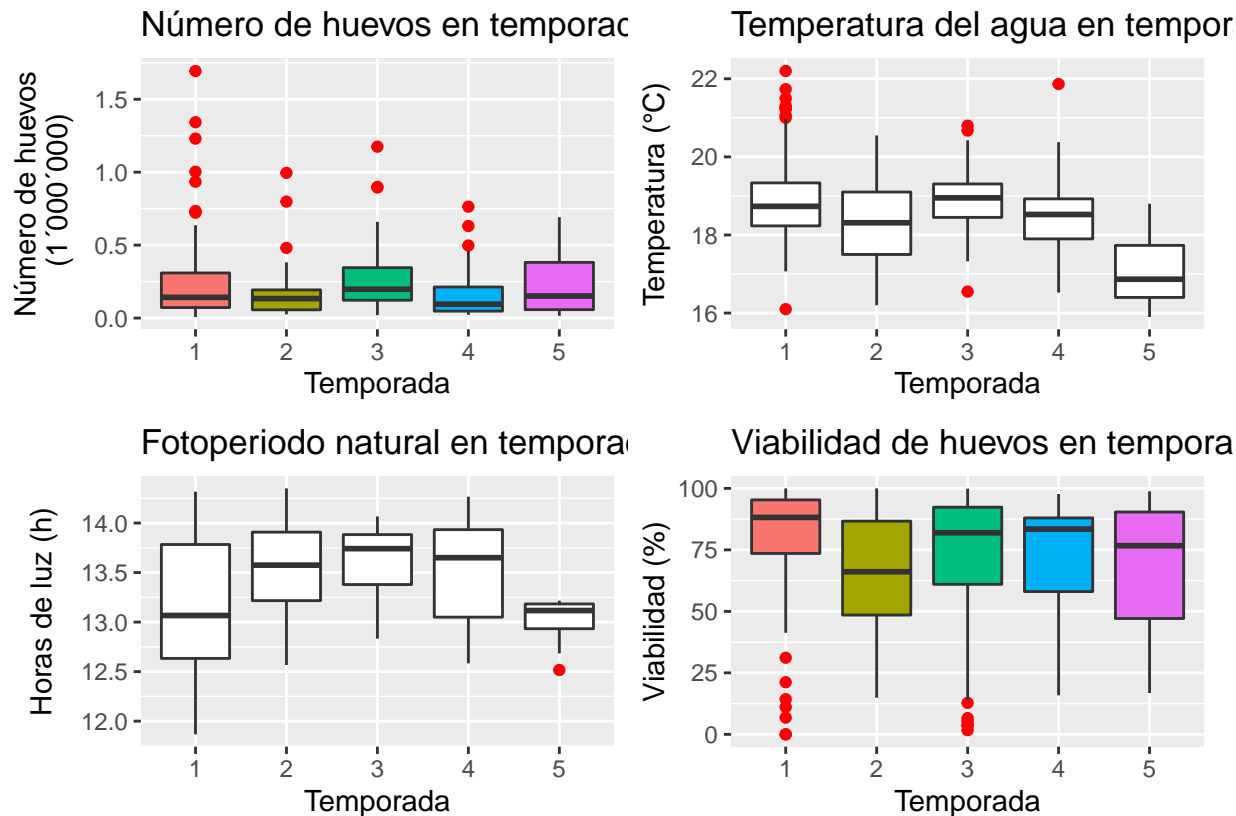 Número de huevos en temporad
Número de huevos
(1´000´000)
1.5
1.0
0.5
0.0
1 2 3 4 5
Temporada
Temperatura del agua en tempora
Temperatura (°C)
22
20
18
16
1 2 3 4 5
Temporada
Fotoperiodo natural en temporad
Horas de luz (h)
14.0
13.5
13.0
12.5
12.0
1 2 3 4 5
Temporada
Viabilidad de huevos en tempora
Viabilidad (%)
100
75
50
25
0
1 2 3 4 5
Temporada